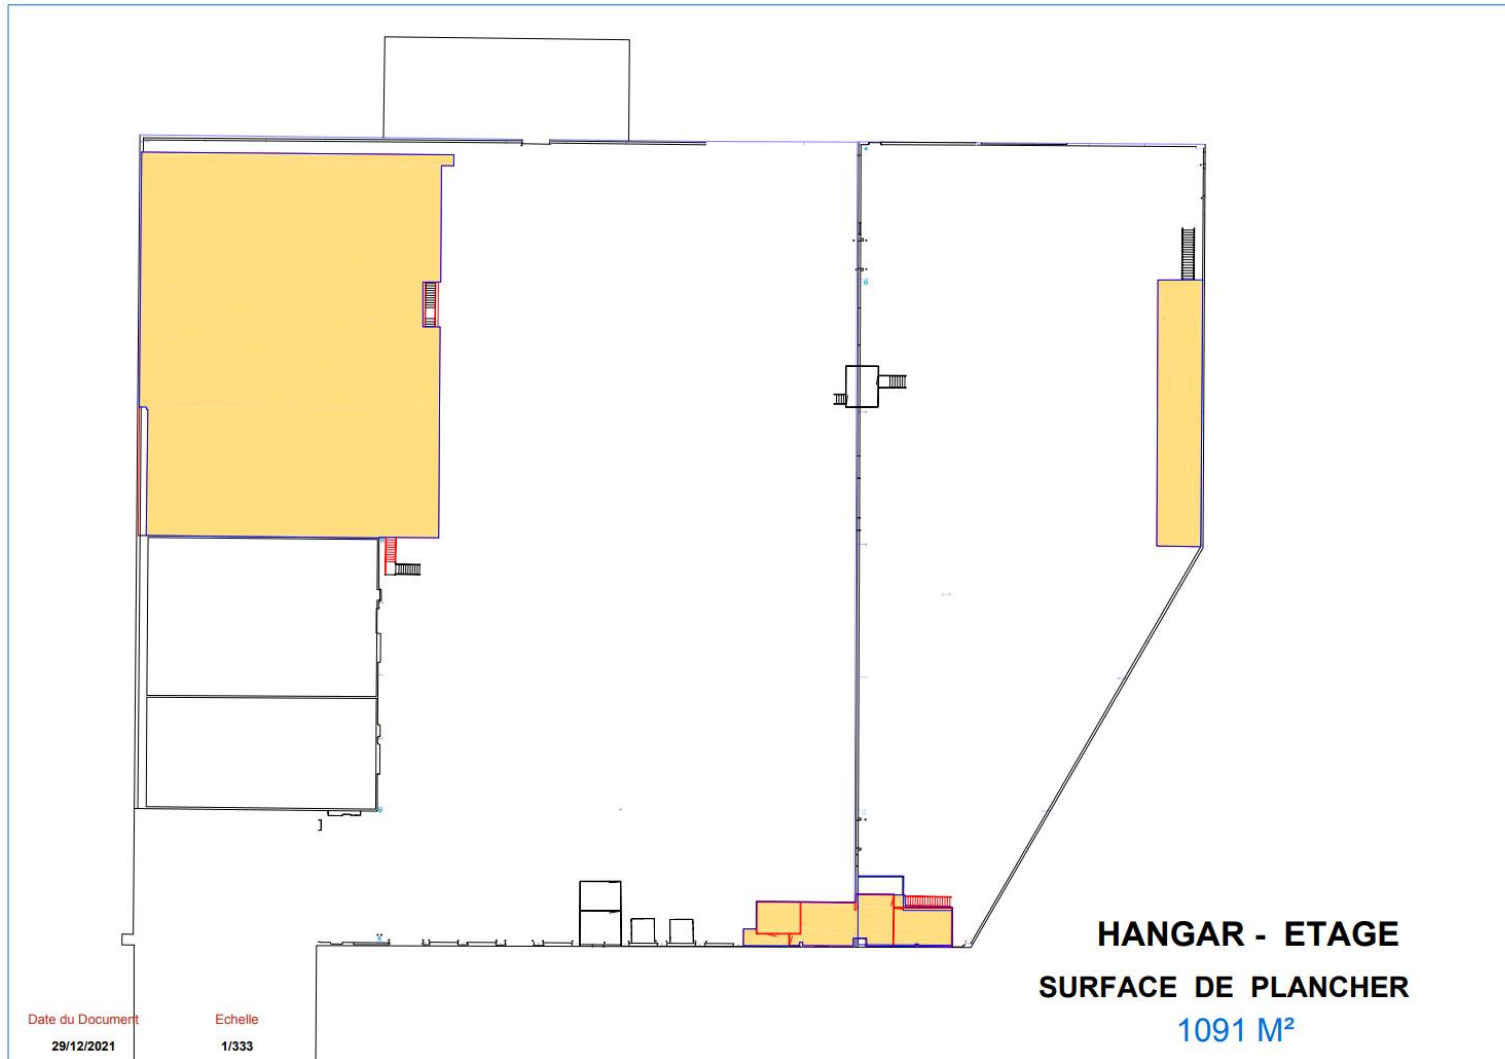 HANGAR - ETAGE
SURFACE DE PLANCHER
1091 M²
Date du Document
Echelle
29/12/2021
1/333